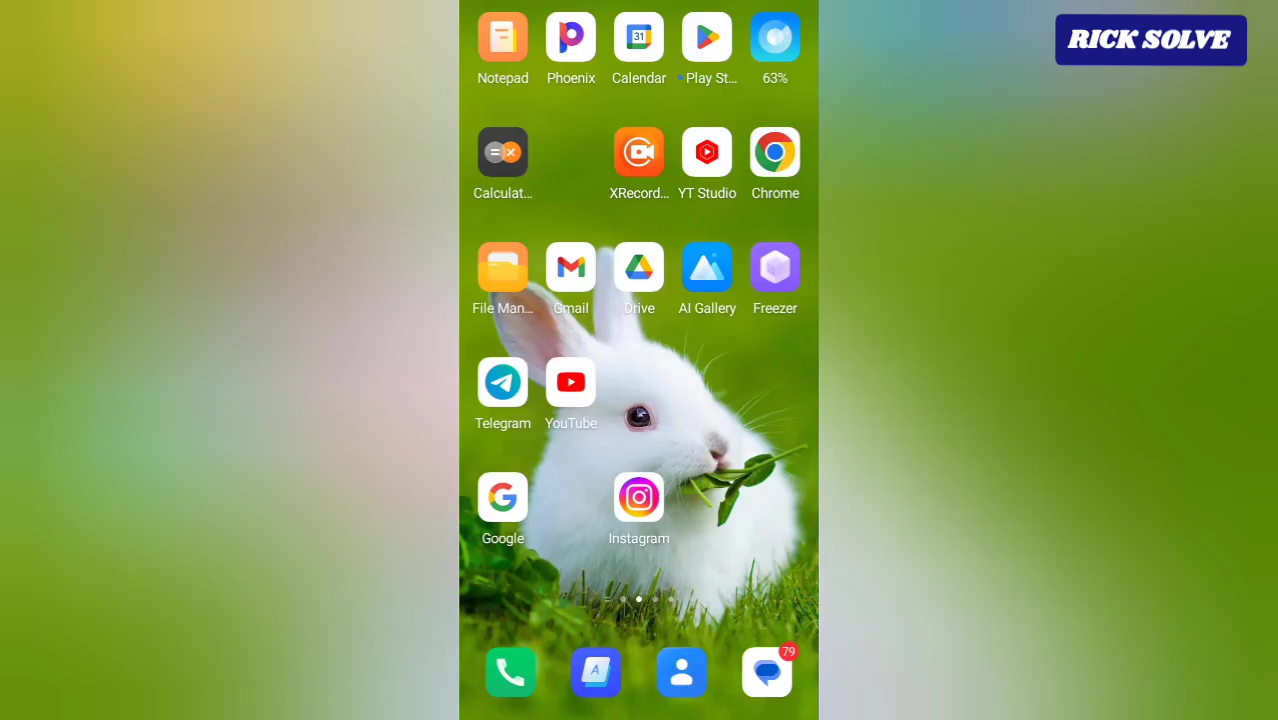 RICK SOLVE
31
Notepad
Phoenix
Calendar
Play St...
63%
Calculat...
XRecord...
YT Studio
Chrome
File Man...
Gmail
Drive
AI Gallery
Freezer
Telegram
YouTube
Google
Instagram
A
79